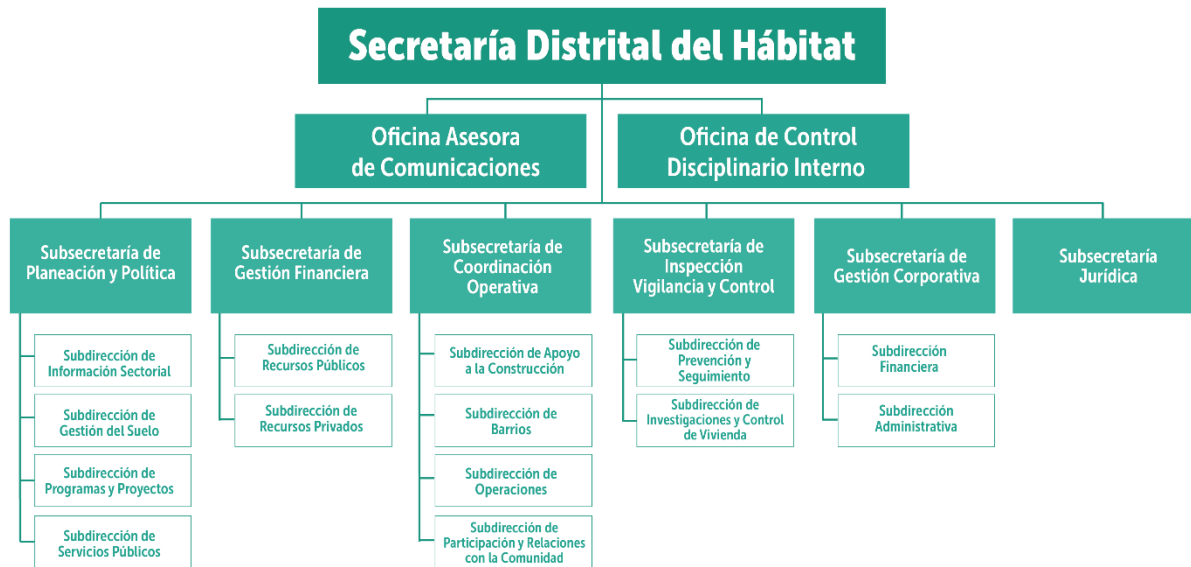 Secretaría Distrital del Hábitat
Oficina Asesora
de Comunicaciones
Oficina de Control
Disciplinario Interno
Subsecretaría de
Planeación y Política
Subsecretaría de
Gestión Financiera
Subsecretaría de
Coordinación
Operativa
Subsecretaría de
Inspección
Vigilancia y Control
Subsecretaría de
Gestión Corporativa
Subsecretaría
Jurídica
Subdirección de
Información Sectorial
Subdirección de
Gestión del Suelo
Subdirección de
Programas y Proyectos
Subdirección de
Servicios Públicos
Subdirección de
Recursos Públicos
Subdirección de
Recursos Privados
Subdirección de Apoyo
a la Construcción
Subdirección de
Barrios
Subdirección de
Operaciones
Subdirección de
Participación y Relaciones
con la Comunidad
Subdirección de
Prevención y
Seguimiento
Subdirección de
Investigaciones y Control
de Vivienda
Subdirección
Financiera
Subdirección
Administrativa